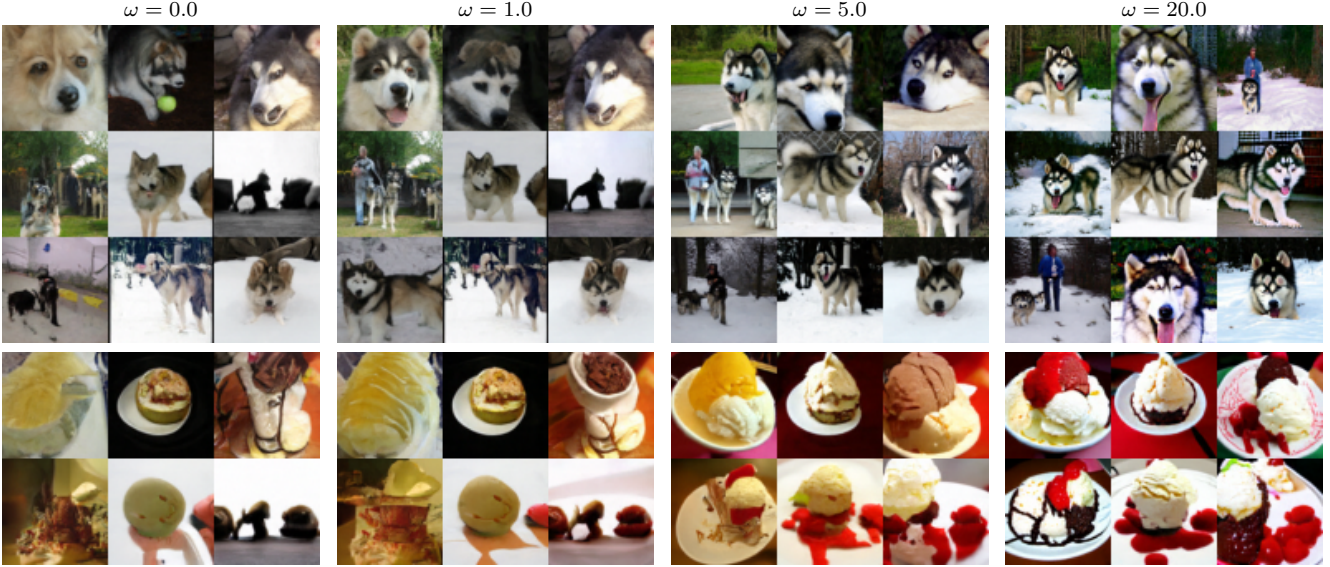 ω = 0.0 ω = 1.0 ω = 5.0 ω = 20.0